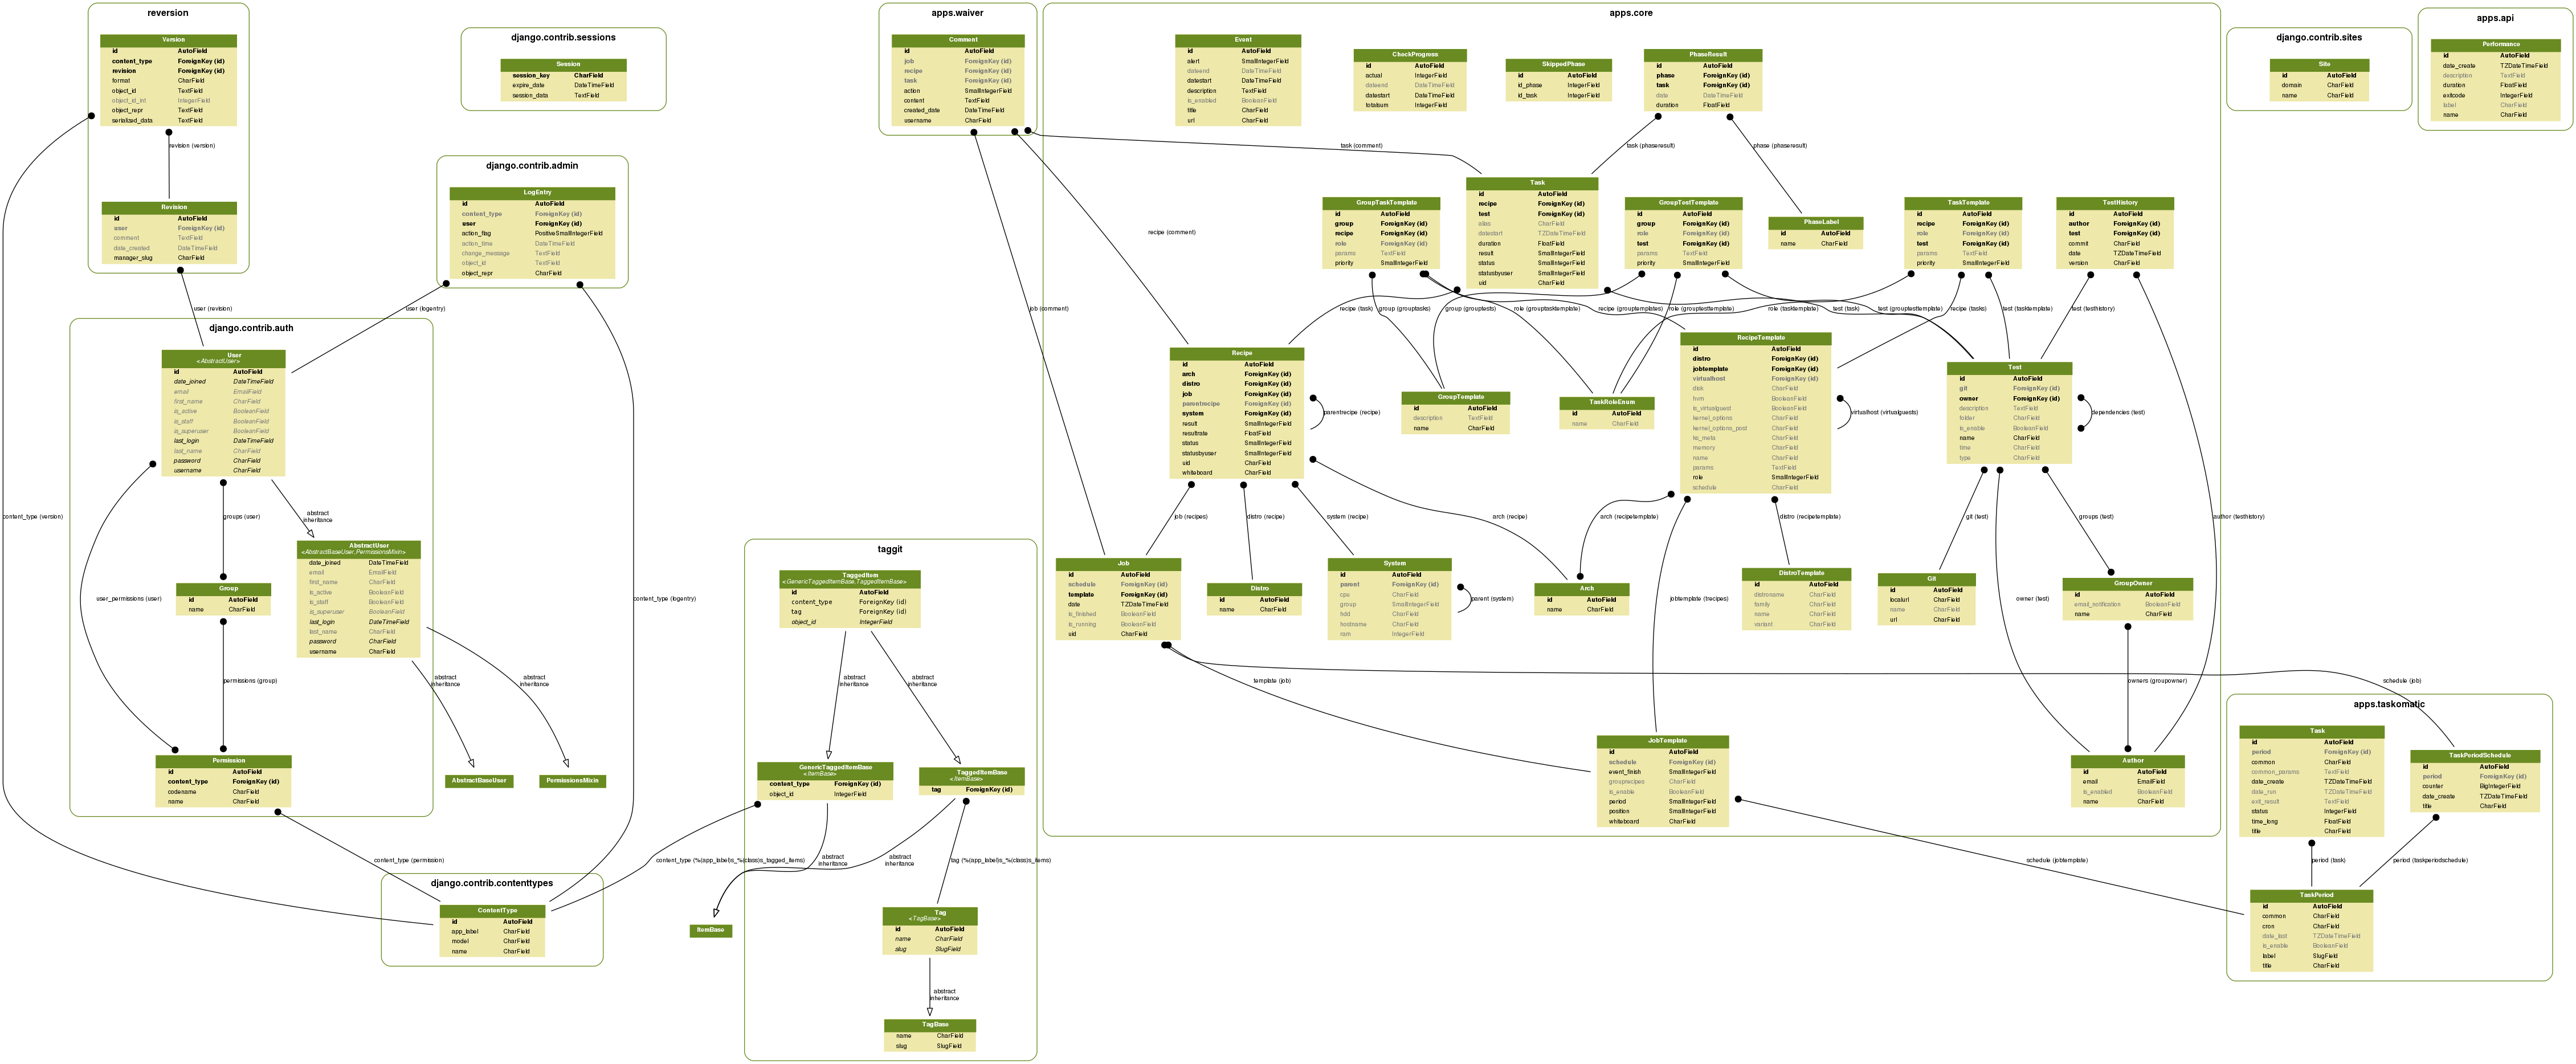 reversion
Version
id AutoField
content_type ForeignKey (id)
revision ForeignKey (id)
format CharField
object_id TextField
object_id_int IntegerField
object_repr TextField
serialized_data TextField
revision (version)
Revision
id AutoField
user ForeignKey (id)
comment TextField
date_created DateTimeField
manager_slug CharField
user (revision)
django.contrib.sessions
Session
session_key CharField
expire_date DateTimeField
session_data TextField
django.contrib.admin
LogEntry
id AutoField
content_type ForeignKey (id)
user ForeignKey (id)
action_flag PositiveSmallIntegerField
action_time DateTimeField
change_message TextField
object_id TextField
object_repr CharField
user (logentry)
django.contrib.auth
User
<AbstractUser>
id AutoField
date_joined DateTimeField
email EmailField
first_name CharField
is_active BooleanField
is_staff BooleanField
is_superuser BooleanField
last_login DateTimeField
last_name CharField
password CharField
username CharField
content_type (version)
groups (user)
abstract
inheritance
AbstractUser
<AbstractBaseUser,PermissionsMixin>
date_joined DateTimeField
email EmailField
first_name CharField
is_active BooleanField
is_staff BooleanField
is_superuser BooleanField
last_login DateTimeField
last_name CharField
password CharField
username CharField
Group
id AutoField
name CharField
user_permissions (user)
content_type (logentry)
permissions (group)
abstract
inheritance
abstract
inheritance
Permission
id AutoField
content_type ForeignKey (id)
codename CharField
name CharField
AbstractBaseUser
PermissionsMixin
content_type (permission)
django.contrib.contenttypes
ContentType
id AutoField
app_label CharField
model CharField
name CharField
taggit
TaggedItem
<GenericTaggedItemBase,TaggedItemBase>
id AutoField
content_type ForeignKey (id)
tag ForeignKey (id)
object_id IntegerField
abstract
inheritance
abstract
inheritance
GenericTaggedItemBase
<ItemBase>
content_type ForeignKey (id)
object_id IntegerField
TaggedItemBase
<ItemBase>
tag ForeignKey (id)
content_type (%(app_label)s_%(class)s_tagged_items)
abstract
inheritance
abstract
inheritance
tag (%(app_label)s_%(class)s_items)
ItemBase
Tag
<TagBase>
id AutoField
name CharField
slug SlugField
abstract
inheritance
TagBase
name CharField
slug SlugField
apps.waiver
Comment
id AutoField
job ForeignKey (id)
recipe ForeignKey (id)
task ForeignKey (id)
action SmallIntegerField
content TextField
created_date DateTimeField
username CharField
task (comment)
recipe (comment)
job (comment)
apps.core
Event
id AutoField
alert SmallIntegerField
dateend DateTimeField
datestart DateTimeField
description TextField
is_enabled BooleanField
title CharField
url CharField
CheckProgress
id AutoField
actual IntegerField
dateend DateTimeField
datestart DateTimeField
totalsum IntegerField
SkippedPhase
id AutoField
id_phase IntegerField
id_task IntegerField
PhaseResult
id AutoField
phase ForeignKey (id)
task ForeignKey (id)
date DateTimeField
duration FloatField
task (phaseresult)
phase (phaseresult)
GroupTaskTemplate
id AutoField
group ForeignKey (id)
recipe ForeignKey (id)
role ForeignKey (id)
params TextField
priority SmallIntegerField
Task
id AutoField
recipe ForeignKey (id)
test ForeignKey (id)
alias CharField
datestart TZDateTimeField
duration FloatField
result SmallIntegerField
status SmallIntegerField
statusbyuser SmallIntegerField
uid CharField
GroupTestTemplate
id AutoField
group ForeignKey (id)
role ForeignKey (id)
test ForeignKey (id)
params TextField
priority SmallIntegerField
PhaseLabel
id AutoField
name CharField
TaskTemplate
id AutoField
recipe ForeignKey (id)
role ForeignKey (id)
test ForeignKey (id)
params TextField
priority SmallIntegerField
TestHistory
id AutoField
author ForeignKey (id)
test ForeignKey (id)
commit CharField
date TZDateTimeField
version CharField
recipe (task)
group (grouptasks)
group (grouptests)
role (grouptasktemplate)
recipe (grouptemplates)
role (grouptesttemplate)
role (tasktemplate)
test (task)
test (grouptesttemplate)
recipe (tasks)
test (tasktemplate)
test (testhistory)
Recipe
id AutoField
arch ForeignKey (id)
distro ForeignKey (id)
job ForeignKey (id)
parentrecipe ForeignKey (id)
system ForeignKey (id)
result SmallIntegerField
resultrate FloatField
status SmallIntegerField
statusbyuser SmallIntegerField
uid CharField
whiteboard CharField
parentrecipe (recipe)
GroupTemplate
id AutoField
description TextField
name CharField
TaskRoleEnum
id AutoField
name CharField
RecipeTemplate
id AutoField
distro ForeignKey (id)
jobtemplate ForeignKey (id)
virtualhost ForeignKey (id)
disk CharField
hvm BooleanField
is_virtualguest BooleanField
kernel_options CharField
kernel_options_post CharField
ks_meta CharField
memory CharField
name CharField
params TextField
role SmallIntegerField
schedule CharField
virtualhost (virtualguests)
Test
id AutoField
git ForeignKey (id)
owner ForeignKey (id)
description TextField
folder CharField
is_enable BooleanField
name CharField
time CharField
type CharField
dependencies (test)
job (recipes)
distro (recipe)
system (recipe)
arch (recipe)
arch (recipetemplate)
distro (recipetemplate)
git (test)
groups (test)
author (testhistory)
Job
id AutoField
schedule ForeignKey (id)
template ForeignKey (id)
date TZDateTimeField
is_finished BooleanField
is_running BooleanField
uid CharField
Distro
id AutoField
name CharField
System
id AutoField
parent ForeignKey (id)
cpu CharField
group SmallIntegerField
hdd CharField
hostname CharField
ram IntegerField
parent (system)
Arch
id AutoField
name CharField
jobtemplate (trecipes)
DistroTemplate
id AutoField
distroname CharField
family CharField
name CharField
variant CharField
Git
id AutoField
localurl CharField
name CharField
url CharField
owner (test)
GroupOwner
id AutoField
email_notification BooleanField
name CharField
template (job)
owners (groupowner)
schedule (job)
JobTemplate
id AutoField
schedule ForeignKey (id)
event_finish SmallIntegerField
grouprecipes CharField
is_enable BooleanField
period SmallIntegerField
position SmallIntegerField
whiteboard CharField
Author
id AutoField
email EmailField
is_enabled BooleanField
name CharField
schedule (jobtemplate)
django.contrib.sites
Site
id AutoField
domain CharField
name CharField
apps.api
Performance
id AutoField
date_create TZDateTimeField
description TextField
duration FloatField
exitcode IntegerField
label CharField
name CharField
apps.taskomatic
Task
id AutoField
period ForeignKey (id)
common CharField
common_params TextField
date_create TZDateTimeField
date_run TZDateTimeField
exit_result TextField
status IntegerField
time_long FloatField
title CharField
TaskPeriodSchedule
id AutoField
period ForeignKey (id)
counter BigIntegerField
date_create TZDateTimeField
title CharField
period (task)
period (taskperiodschedule)
TaskPeriod
id AutoField
common CharField
cron CharField
date_last TZDateTimeField
is_enable BooleanField
label SlugField
title CharField